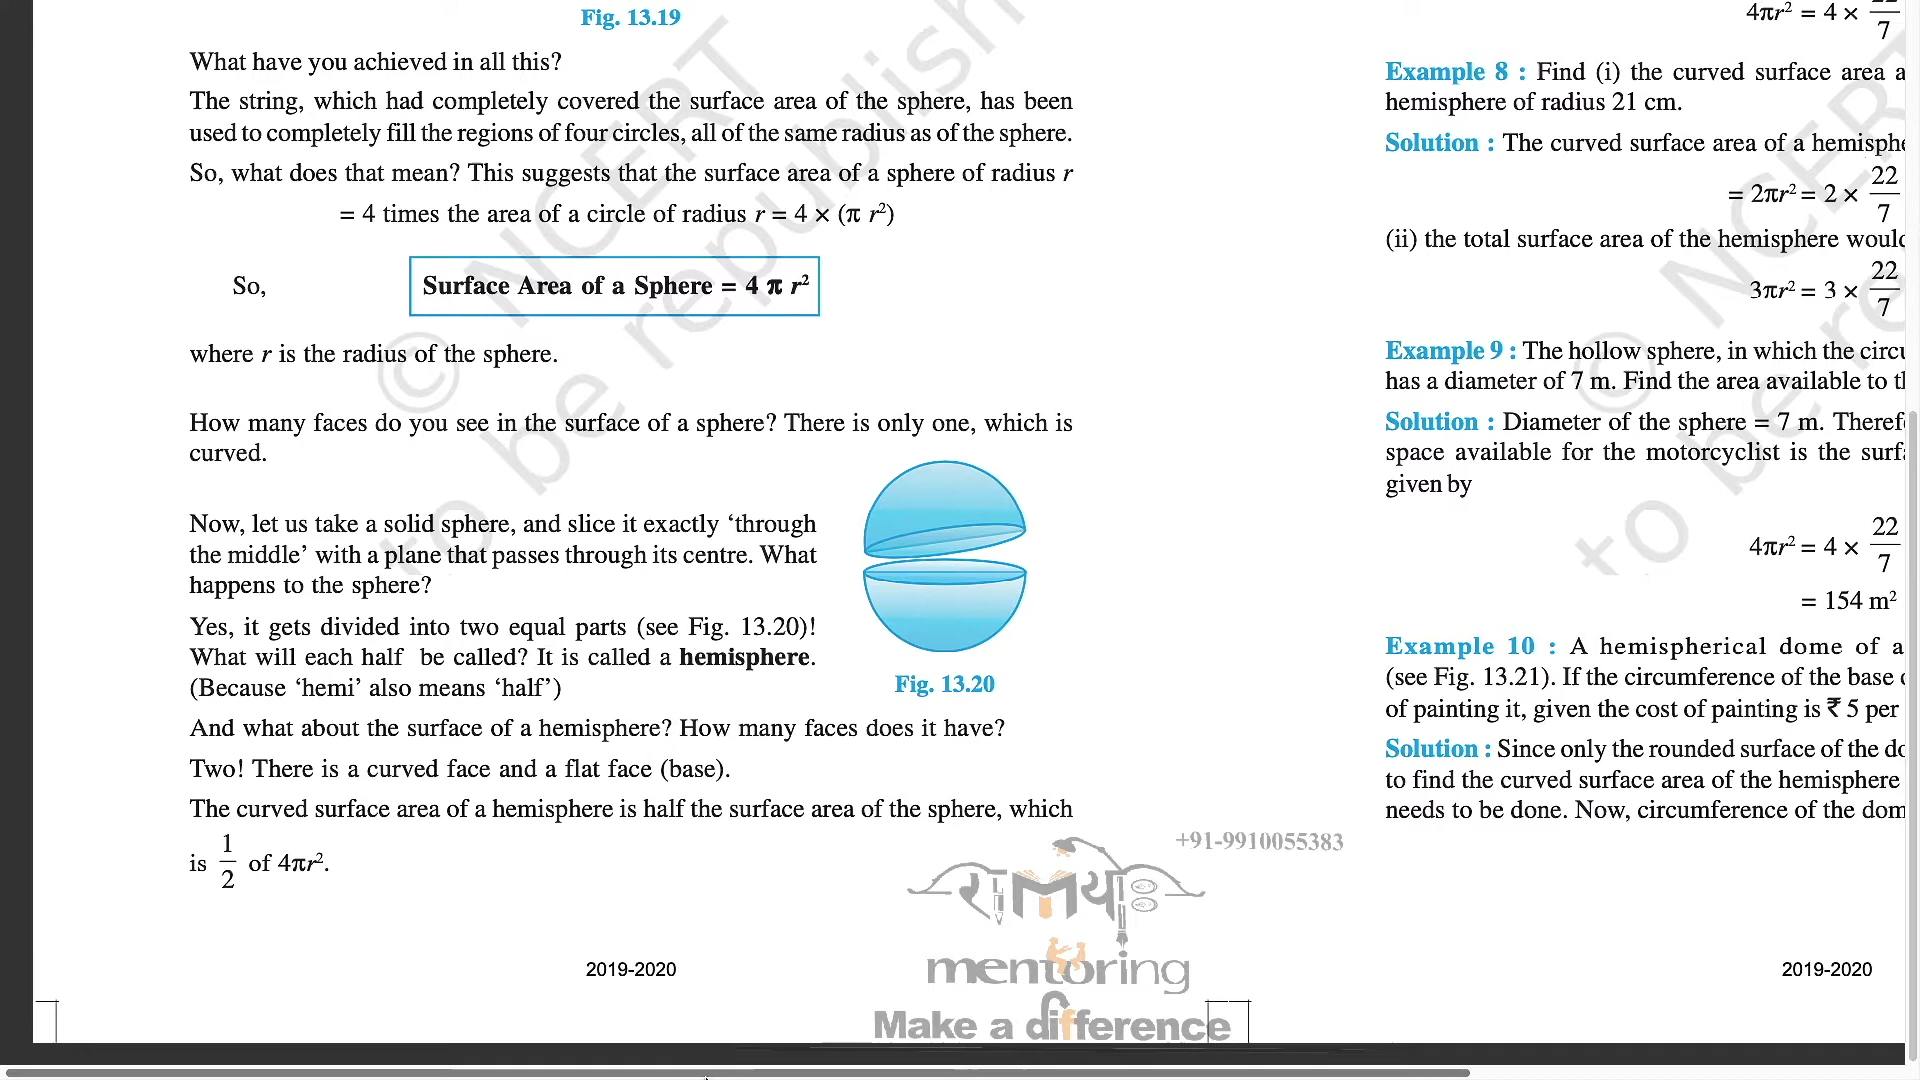 Fig. 13.19
What have you achieved in all this?
The string, which had completely covered the surface area of the sphere, has been
used to completely fill the regions of four circles, all of the same radius as of the sphere.
So, what does that mean? This suggests that the surface area of a sphere of radius r
= 4 times the area of a circle of radius r = 4 × (π r²)
So, Surface Area of a Sphere = 4 π r²
where r is the radius of the sphere.
How many faces do you see in the surface of a sphere? There is only one, which is
curved.
Now, let us take a solid sphere, and slice it exactly ‘through
the middle’ with a plane that passes through its centre. What
happens to the sphere?
Yes, it gets divided into two equal parts (see Fig. 13.20)!
What will each half be called? It is called a hemisphere.
(Because ‘hemi’ also means ‘half’)
Fig. 13.20
And what about the surface of a hemisphere? How many faces does it have?
Two! There is a curved face and a flat face (base).
The curved surface area of a hemisphere is half the surface area of the sphere, which
is 1/2 of 4πr².
2019-2020
© NCERT
to be republish
4πr² = 4 × /7
Example 8 : Find (i) the curved surface area a
hemisphere of radius 21 cm.
Solution : The curved surface area of a hemisphe
= 2πr² = 2 × 22/7
(ii) the total surface area of the hemisphere would
3πr² = 3 × 22/7
Example 9 : The hollow sphere, in which the circu
has a diameter of 7 m. Find the area available to th
Solution : Diameter of the sphere = 7 m. Theref
space available for the motorcyclist is the surfa
given by
4πr² = 4 × 22/7
= 154 m²
Example 10 : A hemispherical dome of a
(see Fig. 13.21). If the circumference of the base
of painting it, given the cost of painting is ₹ 5 per
Solution : Since only the rounded surface of the do
to find the curved surface area of the hemisphere
needs to be done. Now, circumference of the dom
2019-2020
© NCERT
to be re
+91-9910055383
mentoring
Make a difference